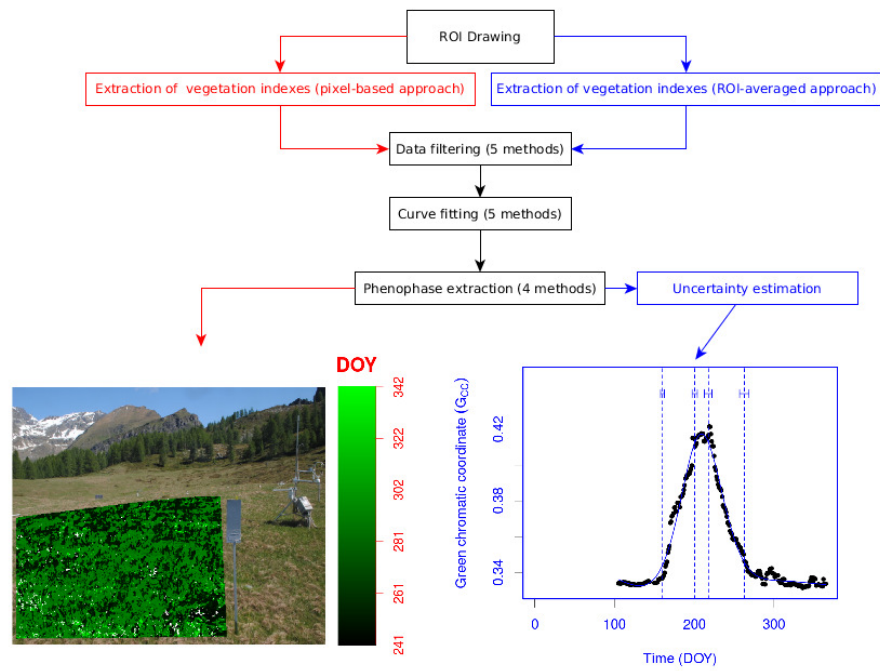 ROI Drawing
Extraction of vegetation indexes (pixel-based approach)
Extraction of vegetation indexes (ROI-averaged approach)
Data filtering (5 methods)
Curve fitting (5 methods)
Phenophase extraction (4 methods)
Uncertainty estimation
DOY
342
322
302
281
261
241
Green chromatic coordinate (GCC)
0.42
0.38
0.34
0
100
200
300
Time (DOY)